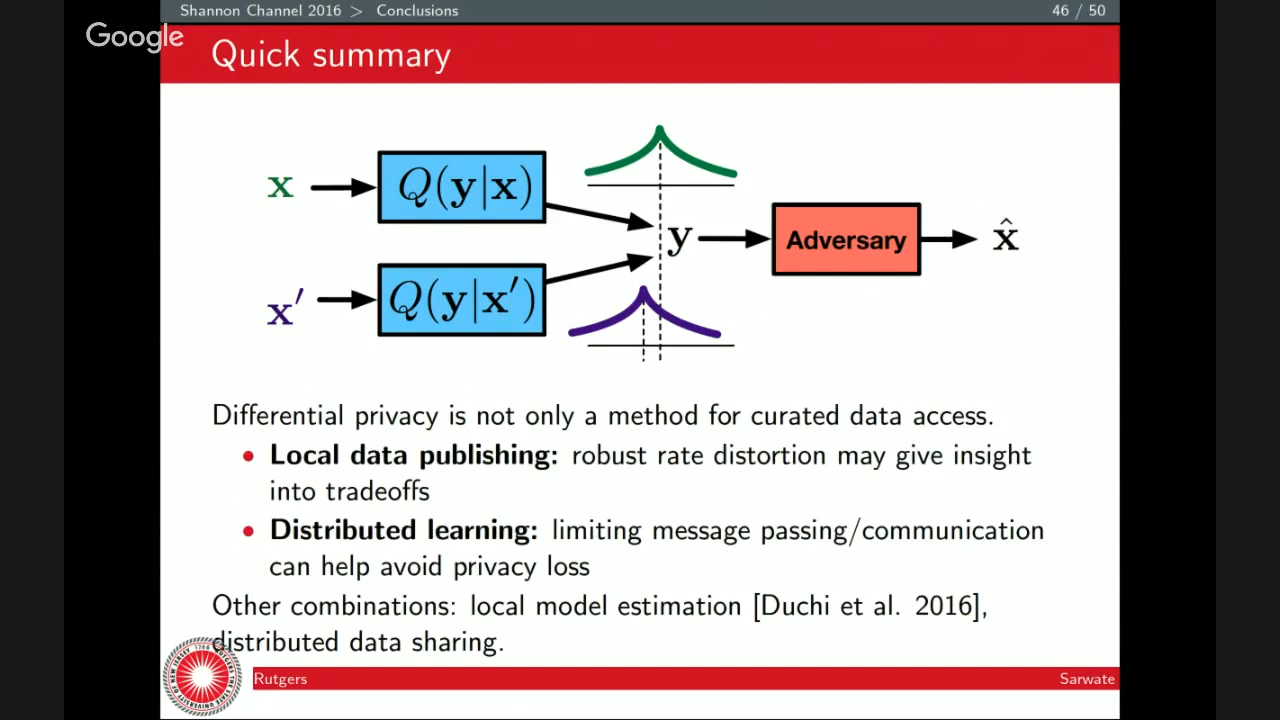 Shannon Channel 2016 > Conclusions
46 / 50
Google
Quick summary
x
Q(y|x)
y
Adversary
x̂
x′
Q(y|x′)
Differential privacy is not only a method for curated data access.
• Local data publishing: robust rate distortion may give insight
into tradeoffs
• Distributed learning: limiting message passing/communication
can help avoid privacy loss
Other combinations: local model estimation [Duchi et al. 2016],
distributed data sharing.
Rutgers
Sarwate